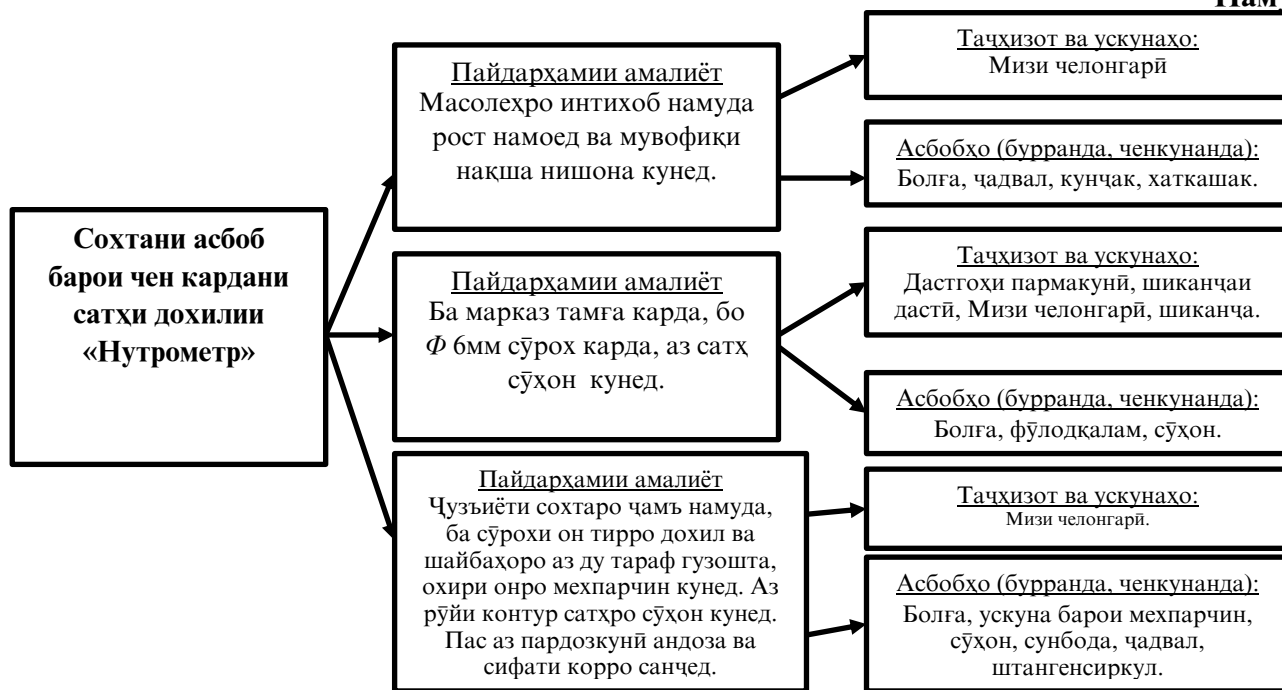 Сохтани асбоб
барои чен кардани
сатҳи дохилии
«Нутрометр»
Пайдарҳамии амалиёт
Масолеҳро интихоб намуда
рост намоед ва мувофиқи
нақша нишона кунед.
Таҷҳизот ва ускунаҳо:
Мизи челонгарӣ
Асбобҳо (бурранда, ченкунанда):
Болға, ҷадвал, кунҷак, хаткашак.
Пайдарҳамии амалиёт
Ба марказ тамға карда, бо
Ф 6мм сӯрох карда, аз сатҳ
сӯҳон кунед.
Таҷҳизот ва ускунаҳо:
Дастгоҳи пармакунӣ, шиканҷаи
дастӣ, Мизи челонгарӣ, шиканҷа.
Асбобҳо (бурранда, ченкунанда):
Болға, фӯлодқалам, сӯҳон.
Пайдарҳамии амалиёт
Ҷузъиёти сохтаро ҷамъ намуда,
ба сӯрохи он тирро дохил ва
шайбаҳоро аз ду тараф гузошта,
охири онро мехпарчин кунед. Аз
рӯйи контур сатҳро сӯҳон кунед.
Пас аз пардозкунӣ андоза ва
сифати корро санҷед.
Таҷҳизот ва ускунаҳо:
Мизи челонгарӣ.
Асбобҳо (бурранда, ченкунанда):
Болға, ускуна барои мехпарчин,
сӯҳон, сунбода, ҷадвал,
штангенсиркул.